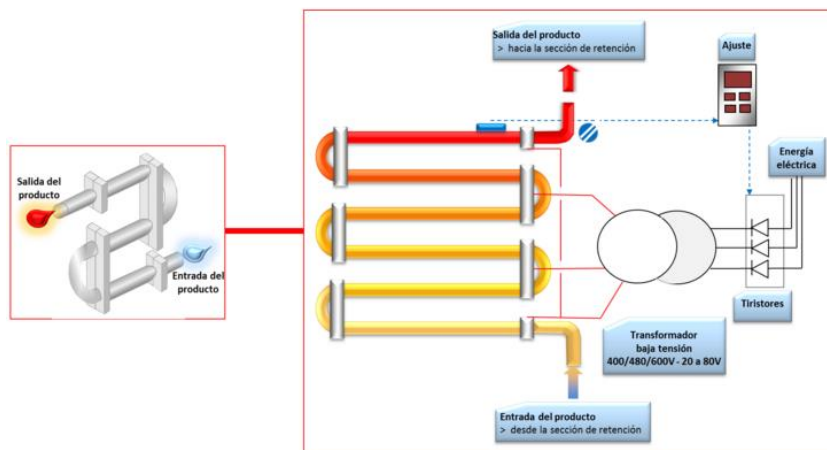 Salida del
producto
Entrada del
producto
Salida del producto
> hacia la sección de retención
Ajuste
Energía
eléctrica
Tiristores
Transformador
baja tensión
400/480/600V - 20 a 80V
Entrada del producto
> desde la sección de retención